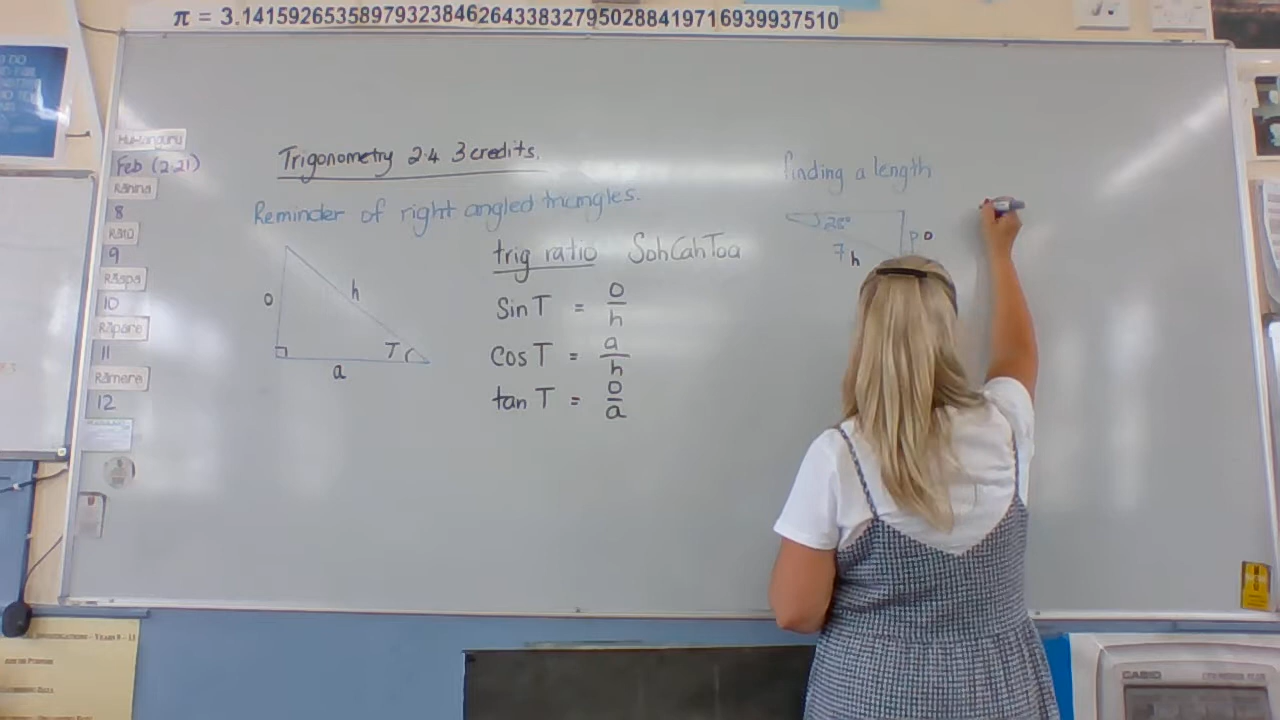 π = 3.14159265358979323846264338327950288419716939937510
Hui-tanguru
Feb (2.21)
Rāhina
8
Rātū
9
Rāapa
10
Rāpare
11
Rāmere
12
Trigonometry 2.4 3 credits.
Reminder of right angled triangles.
o
h
T
a
trig ratio SohCahToa
Sin T = o/h
Cos T = a/h
tan T = o/a
finding a length
28°
p o
7 h
CASIO